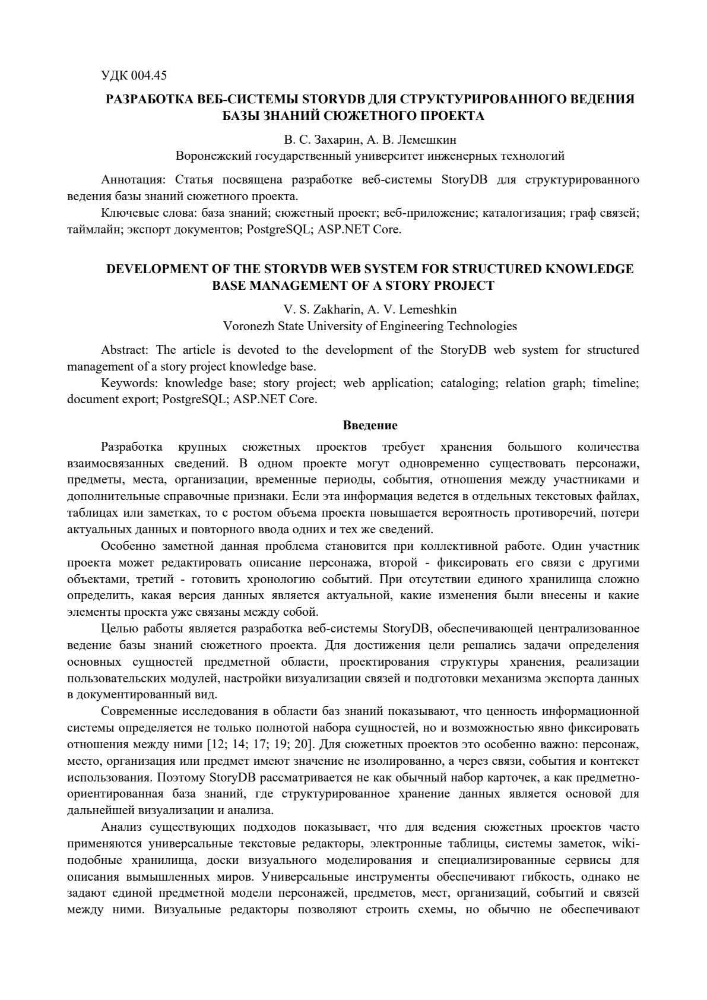 УДК 004.45
РАЗРАБОТКА ВЕБ-СИСТЕМЫ STORYDB ДЛЯ СТРУКТУРИРОВАННОГО ВЕДЕНИЯ
БАЗЫ ЗНАНИЙ СЮЖЕТНОГО ПРОЕКТА
В. С. Захарин, А. В. Лемешкин
Воронежский государственный университет инженерных технологий
Аннотация: Статья посвящена разработке веб-системы StoryDB для структурированного
ведения базы знаний сюжетного проекта.
Ключевые слова: база знаний; сюжетный проект; веб-приложение; каталогизация; граф связей;
таймлайн; экспорт документов; PostgreSQL; ASP.NET Core.
DEVELOPMENT OF THE STORYDB WEB SYSTEM FOR STRUCTURED KNOWLEDGE
BASE MANAGEMENT OF A STORY PROJECT
V. S. Zakharin, A. V. Lemeshkin
Voronezh State University of Engineering Technologies
Abstract: The article is devoted to the development of the StoryDB web system for structured
management of a story project knowledge base.
Keywords: knowledge base; story project; web application; cataloging; relation graph; timeline;
document export; PostgreSQL; ASP.NET Core.
Введение
Разработка крупных сюжетных проектов требует хранения большого количества
взаимосвязанных сведений. В одном проекте могут одновременно существовать персонажи,
предметы, места, организации, временные периоды, события, отношения между участниками и
дополнительные справочные признаки. Если эта информация ведется в отдельных текстовых файлах,
таблицах или заметках, то с ростом объема проекта повышается вероятность противоречий, потери
актуальных данных и повторного ввода одних и тех же сведений.
Особенно заметной данная проблема становится при коллективной работе. Один участник
проекта может редактировать описание персонажа, второй - фиксировать его связи с другими
объектами, третий - готовить хронологию событий. При отсутствии единого хранилища сложно
определить, какая версия данных является актуальной, какие изменения были внесены и какие
элементы проекта уже связаны между собой.
Целью работы является разработка веб-системы StoryDB, обеспечивающей централизованное
ведение базы знаний сюжетного проекта. Для достижения цели решались задачи определения
основных сущностей предметной области, проектирования структуры хранения, реализации
пользовательских модулей, настройки визуализации связей и подготовки механизма экспорта данных
в документированный вид.
Современные исследования в области баз знаний показывают, что ценность информационной
системы определяется не только полнотой набора сущностей, но и возможностью явно фиксировать
отношения между ними [12; 14; 17; 19; 20]. Для сюжетных проектов это особенно важно: персонаж,
место, организация или предмет имеют значение не изолированно, а через связи, события и контекст
использования. Поэтому StoryDB рассматривается не как обычный набор карточек, а как предметно-
ориентированная база знаний, где структурированное хранение данных является основой для
дальнейшей визуализации и анализа.
Анализ существующих подходов показывает, что для ведения сюжетных проектов часто
применяются универсальные текстовые редакторы, электронные таблицы, системы заметок, wiki-
подобные хранилища, доски визуального моделирования и специализированные сервисы для
описания вымышленных миров. Универсальные инструменты обеспечивают гибкость, однако не
задают единой предметной модели персонажей, предметов, мест, организаций, событий и связей
между ними. Визуальные редакторы позволяют строить схемы, но обычно не обеспечивают